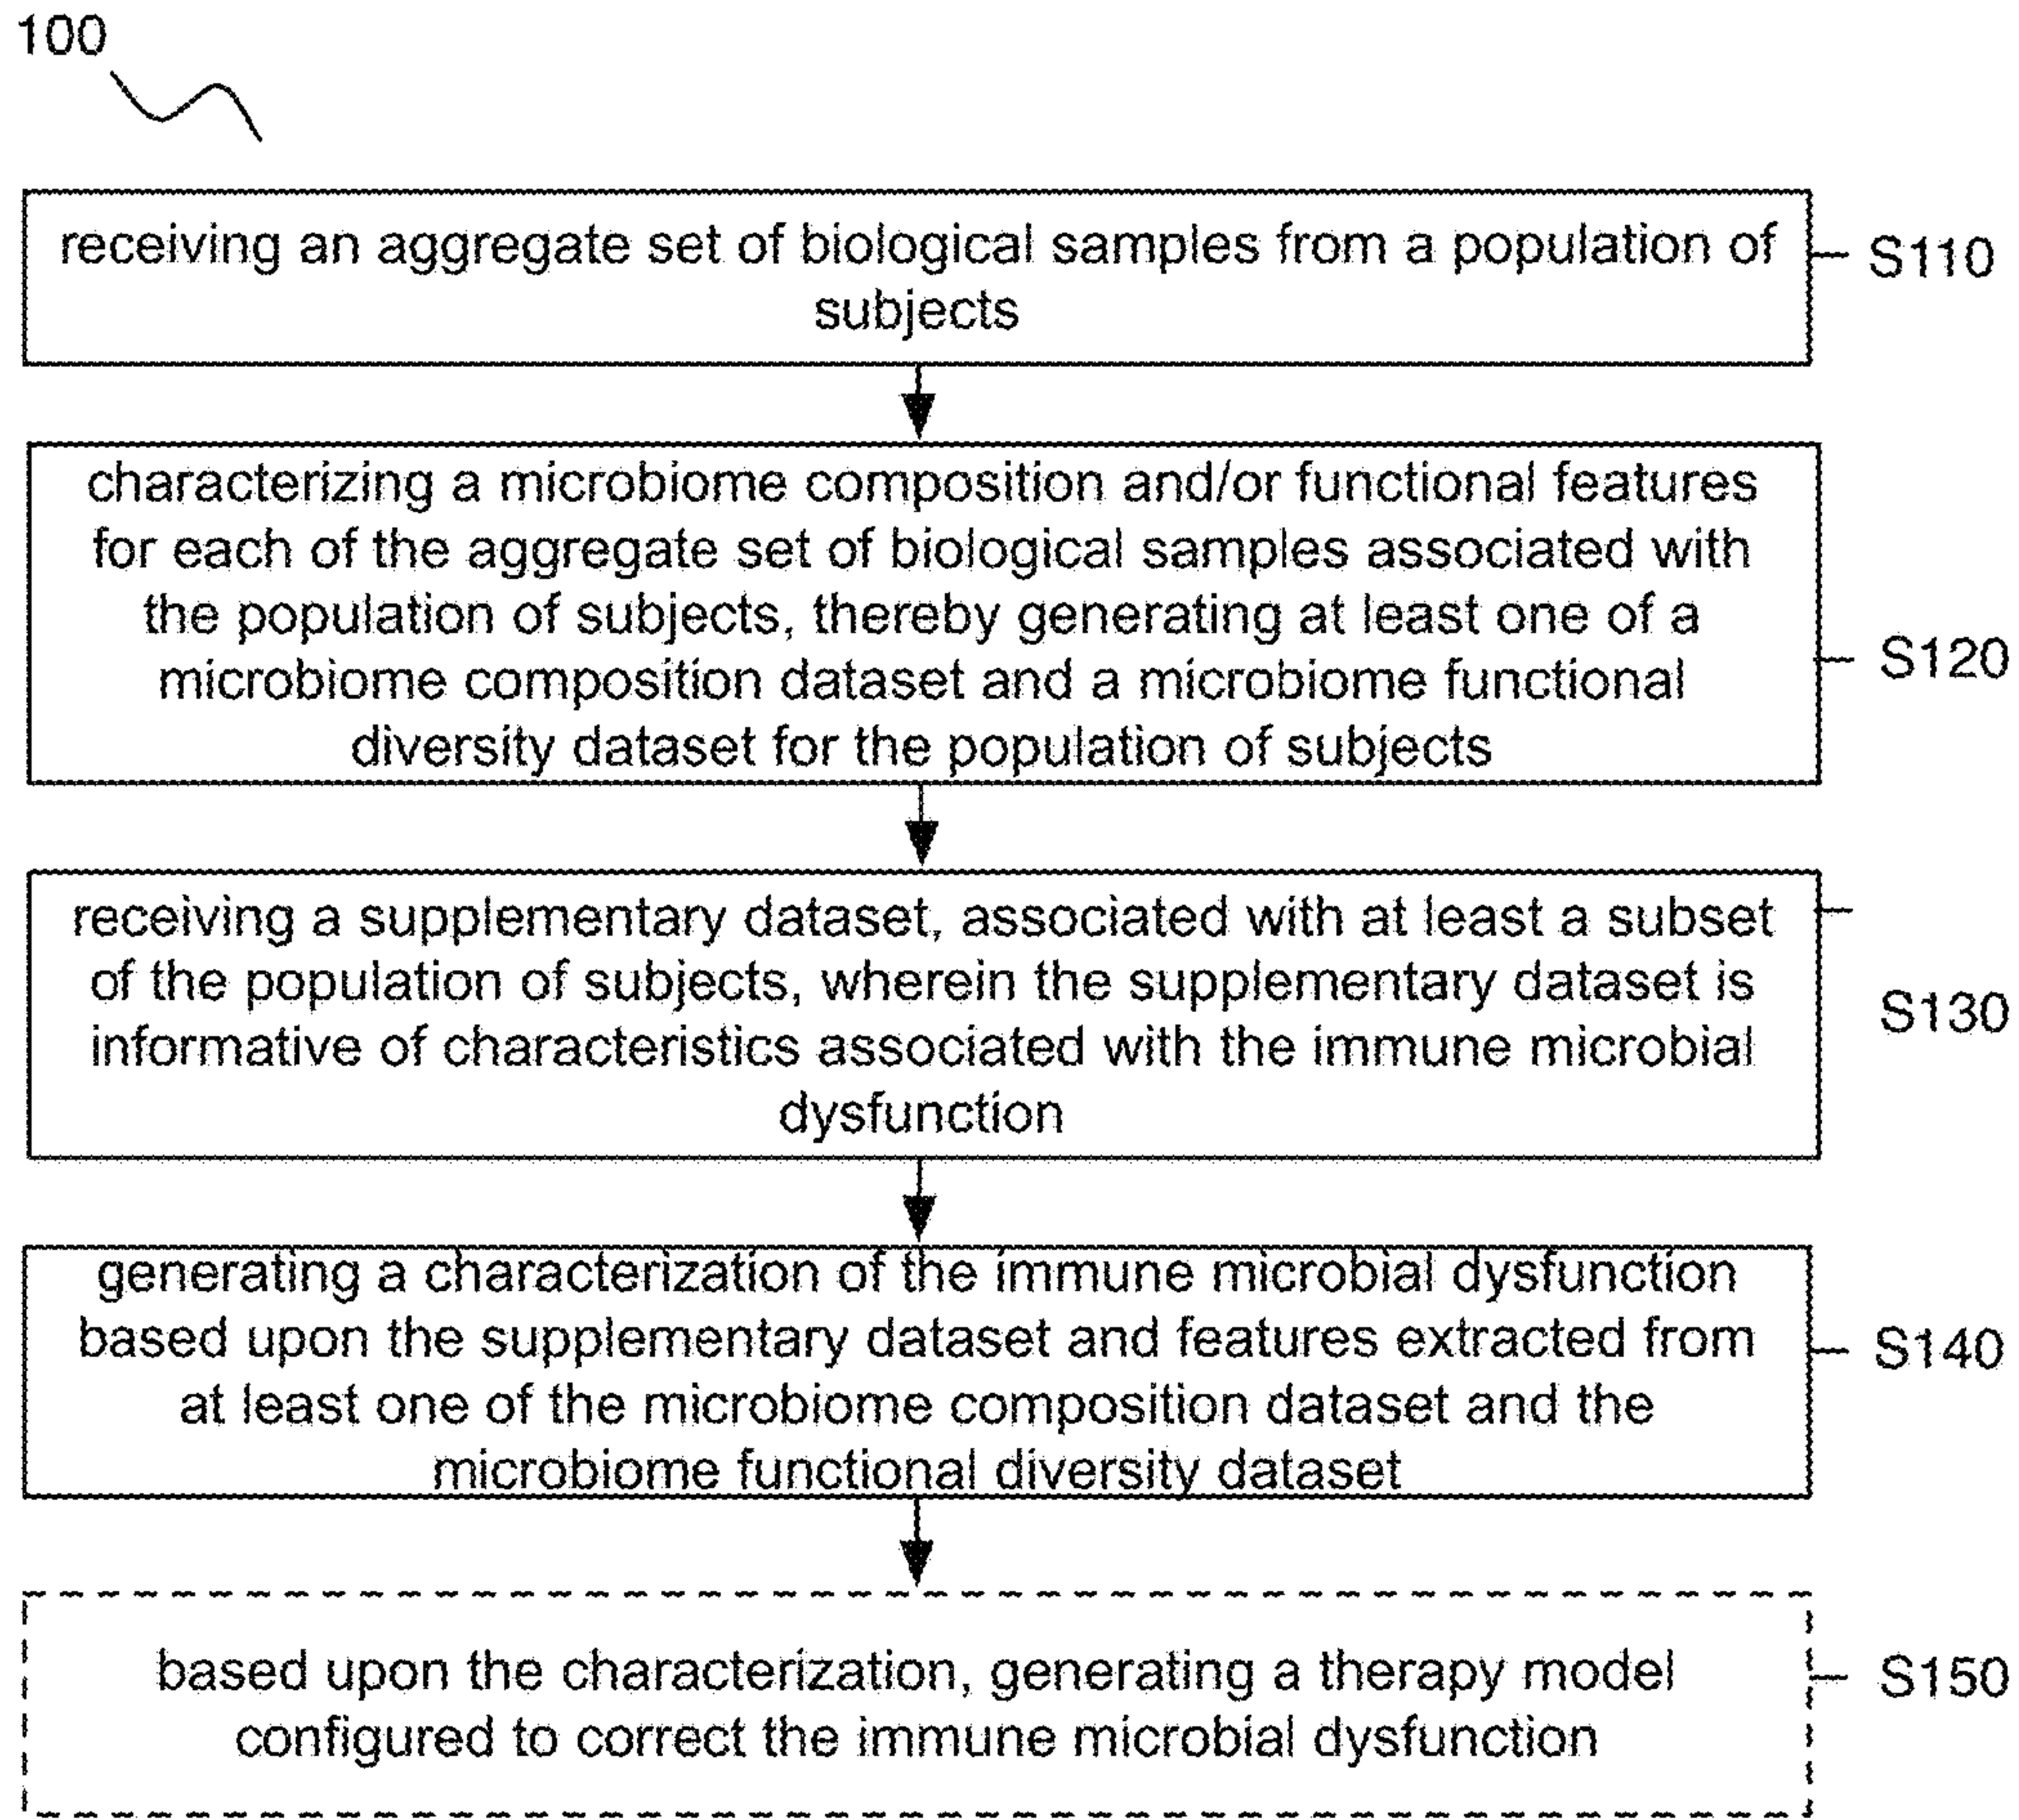 100
receiving an aggregate set of biological samples from a population of
subjects
S110
characterizing a microbiome composition and/or functional features
for each of the aggregate set of biological samples associated with
the population of subjects, thereby generating at least one of a
microbiome composition dataset and a microbiome functional
diversity dataset for the population of subjects
S120
receiving a supplementary dataset, associated with at least a subset
of the population of subjects, wherein the supplementary dataset is
informative of characteristics associated with the immune microbial
dysfunction
S130
generating a characterization of the immune microbial dysfunction
based upon the supplementary dataset and features extracted from
at least one of the microbiome composition dataset and the
microbiome functional diversity dataset
S140
based upon the characterization, generating a therapy model
configured to correct the immune microbial dysfunction
S150